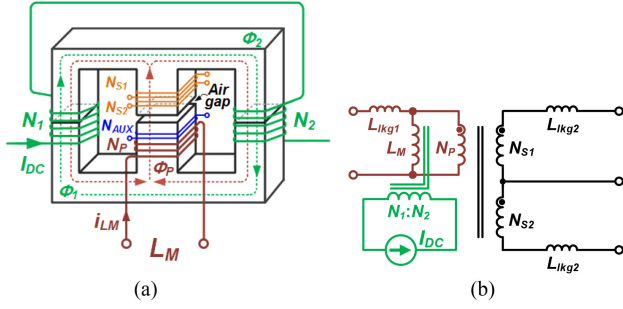 Φ2
NS1
Air
gap
NS2
N1
NAUX
N2
NP
IDC
ΦP
Φ1
iLM
LM
(a)
Llkg1
LM
NP
N1:N2
IDC
Llkg2
NS1
NS2
Llkg2
(b)